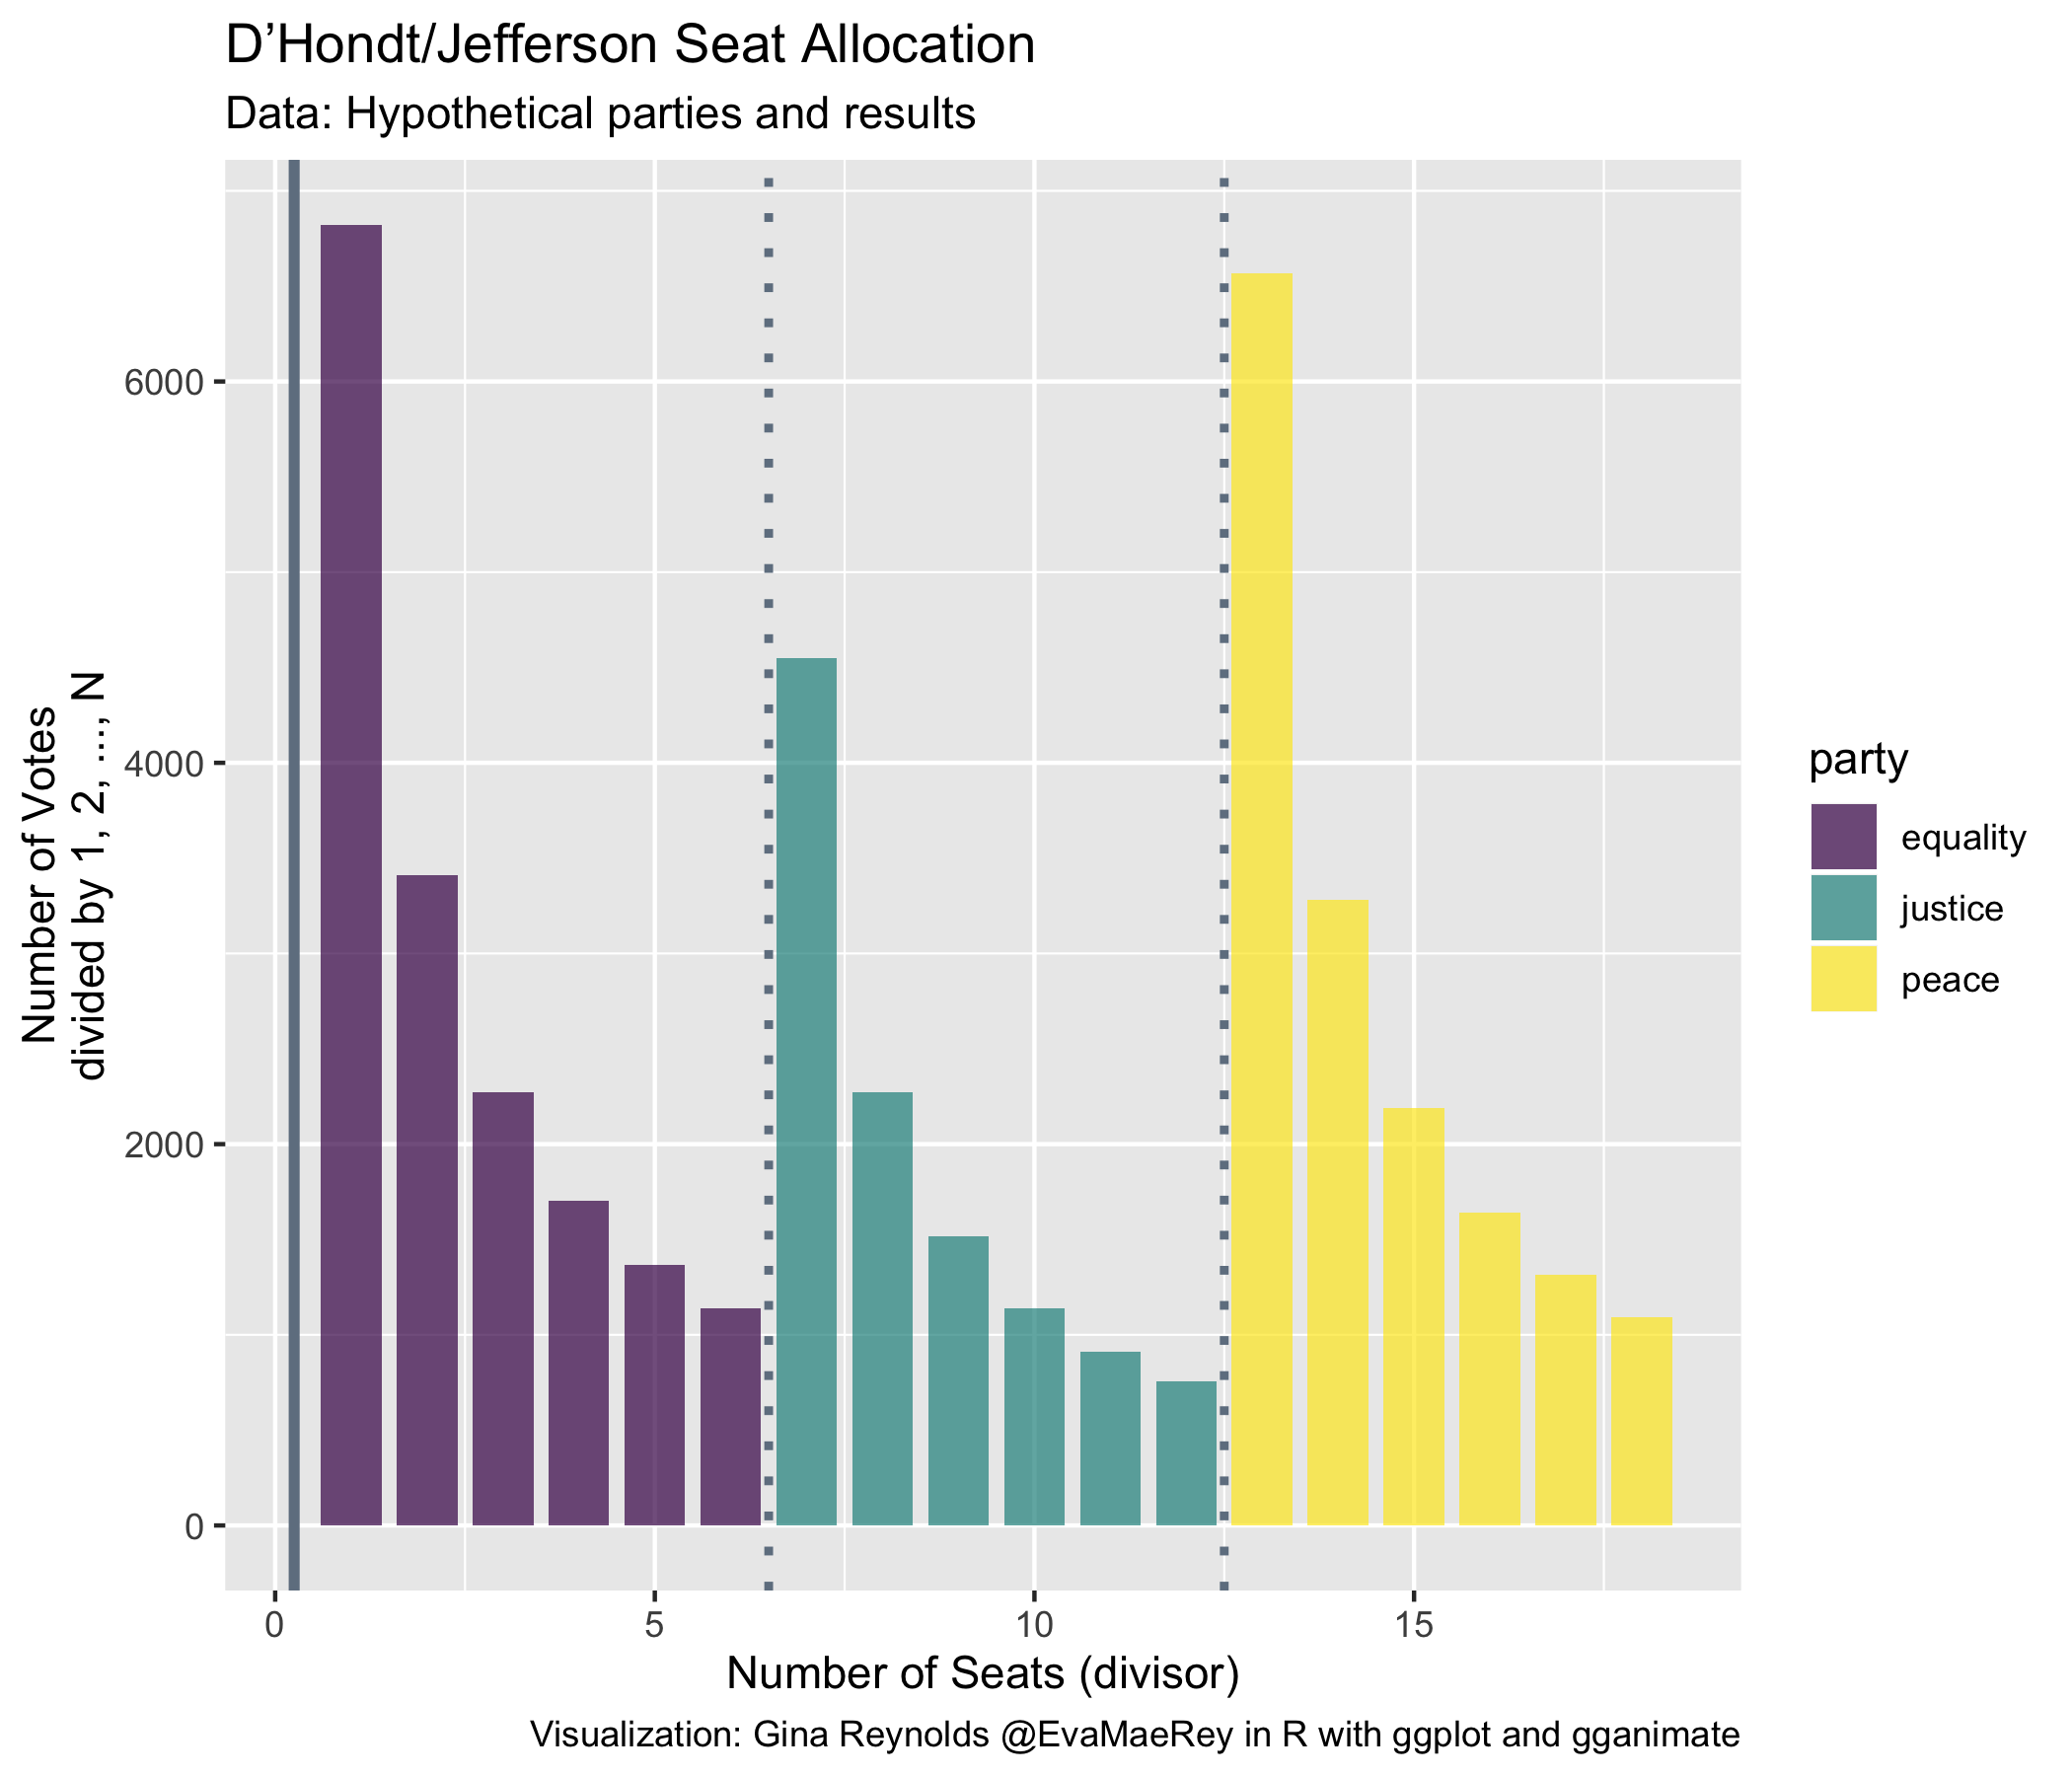 D’Hondt/Jefferson Seat Allocation
Data: Hypothetical parties and results
Number of Votes
divided by 1, 2, ..., N
6000
4000
2000
0
0
5
10
15
Number of Seats (divisor)
party
equality
justice
peace
Visualization: Gina Reynolds @EvaMaeRey in R with ggplot and gganimate